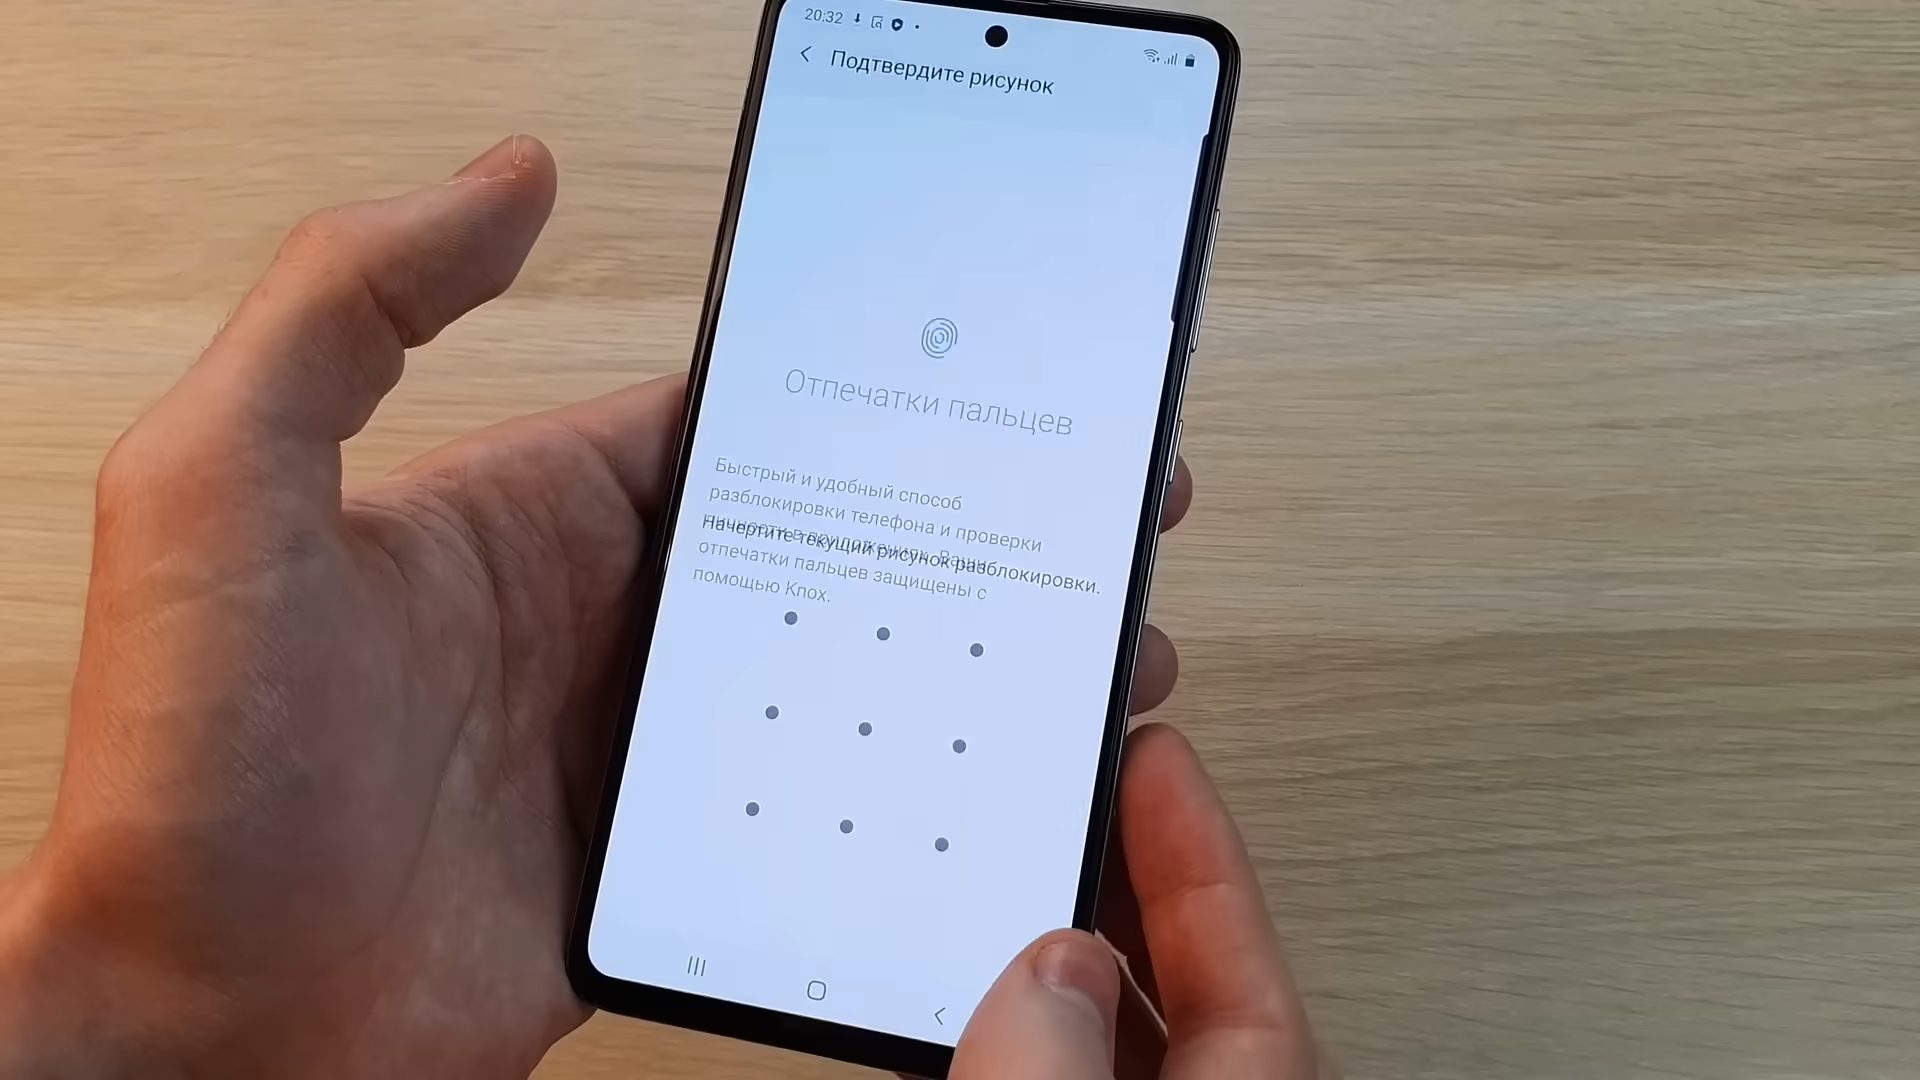 20:32
Подтвердите рисунок
Отпечатки пальцев
Быстрый и удобный способ
разблокировки телефона и проверки
Начертите текущий рисунок разблокировки.
отпечатки пальцев защищены с
помощью Knox.